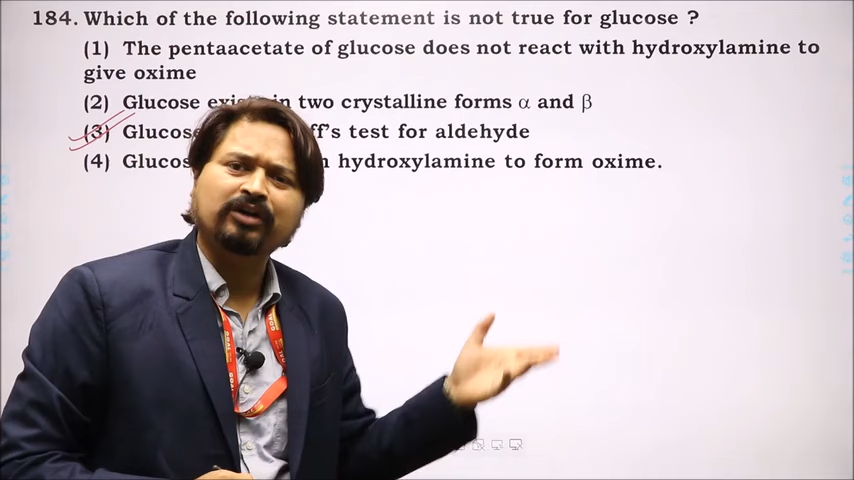 184. Which of the following statement is not true for glucose ?
(1) The pentaacetate of glucose does not react with hydroxylamine to
give oxime
(2) Glucose in two crystalline forms α and β
(3) Glucose ff's test for aldehyde
(4) Glucos hydroxylamine to form oxime.